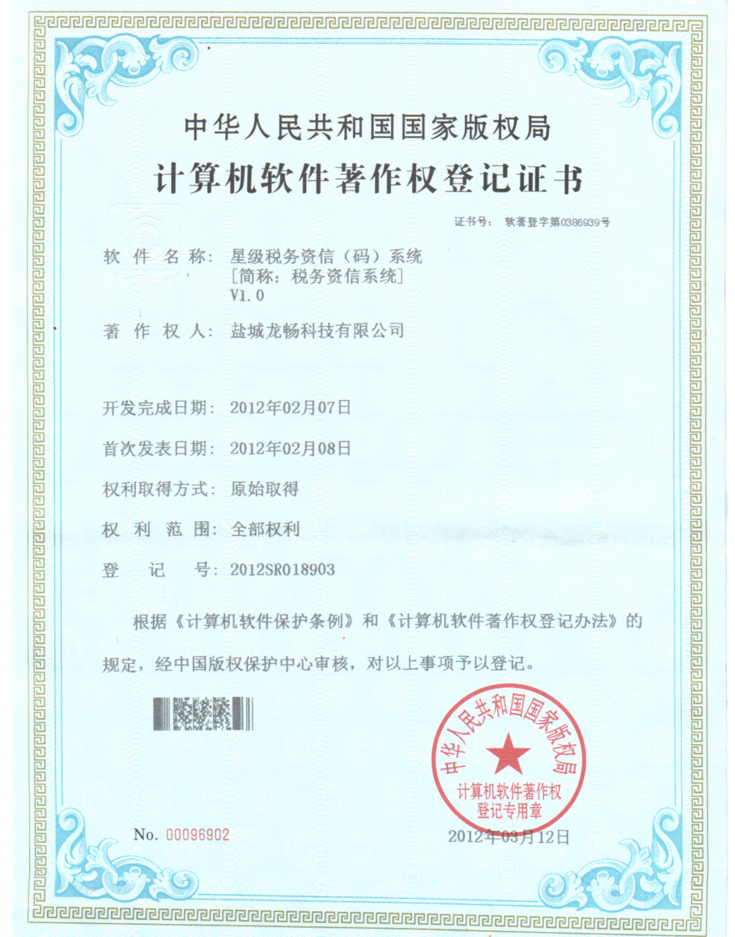 中华人民共和国国家版权局
计算机软件著作权登记证书
证书号： 软著登字第0386939号
软 件 名 称： 星级税务资信（码）系统
[简称：税务资信系统]
V1.0
著 作 权 人： 盐城龙畅科技有限公司
开发完成日期： 2012年02月07日
首次发表日期： 2012年02月08日
权利取得方式： 原始取得
权 利 范 围： 全部权利
登 记 号： 2012SR018903
根据《计算机软件保护条例》和《计算机软件著作权登记办法》的
规定，经中国版权保护中心审核，对以上事项予以登记。
中华人民共和国国家版权局
计算机软件著作权
登记专用章
No. 00096902
2012年03月12日